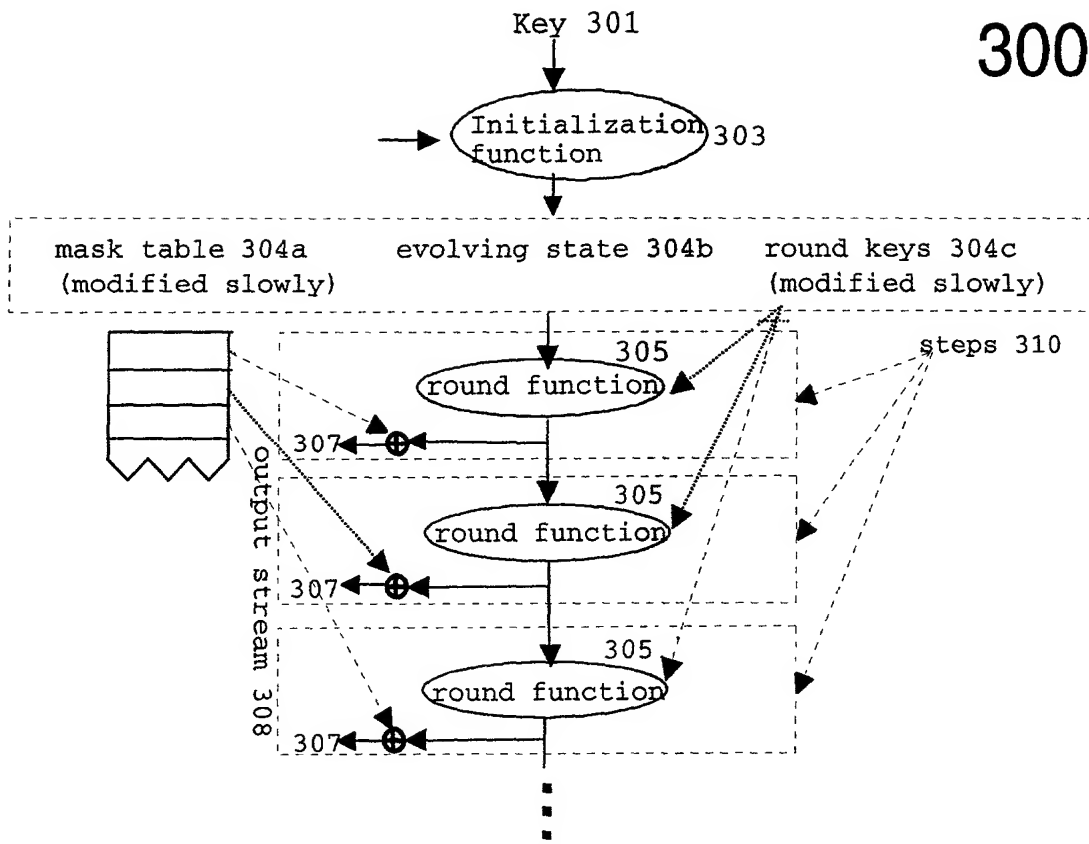 Key 301
300
Initialization
function
303
mask table 304a
(modified slowly)
evolving state 304b
round keys 304c
(modified slowly)
305
round function
307
steps 310
305
round function
307
output stream 308
305
round function
307